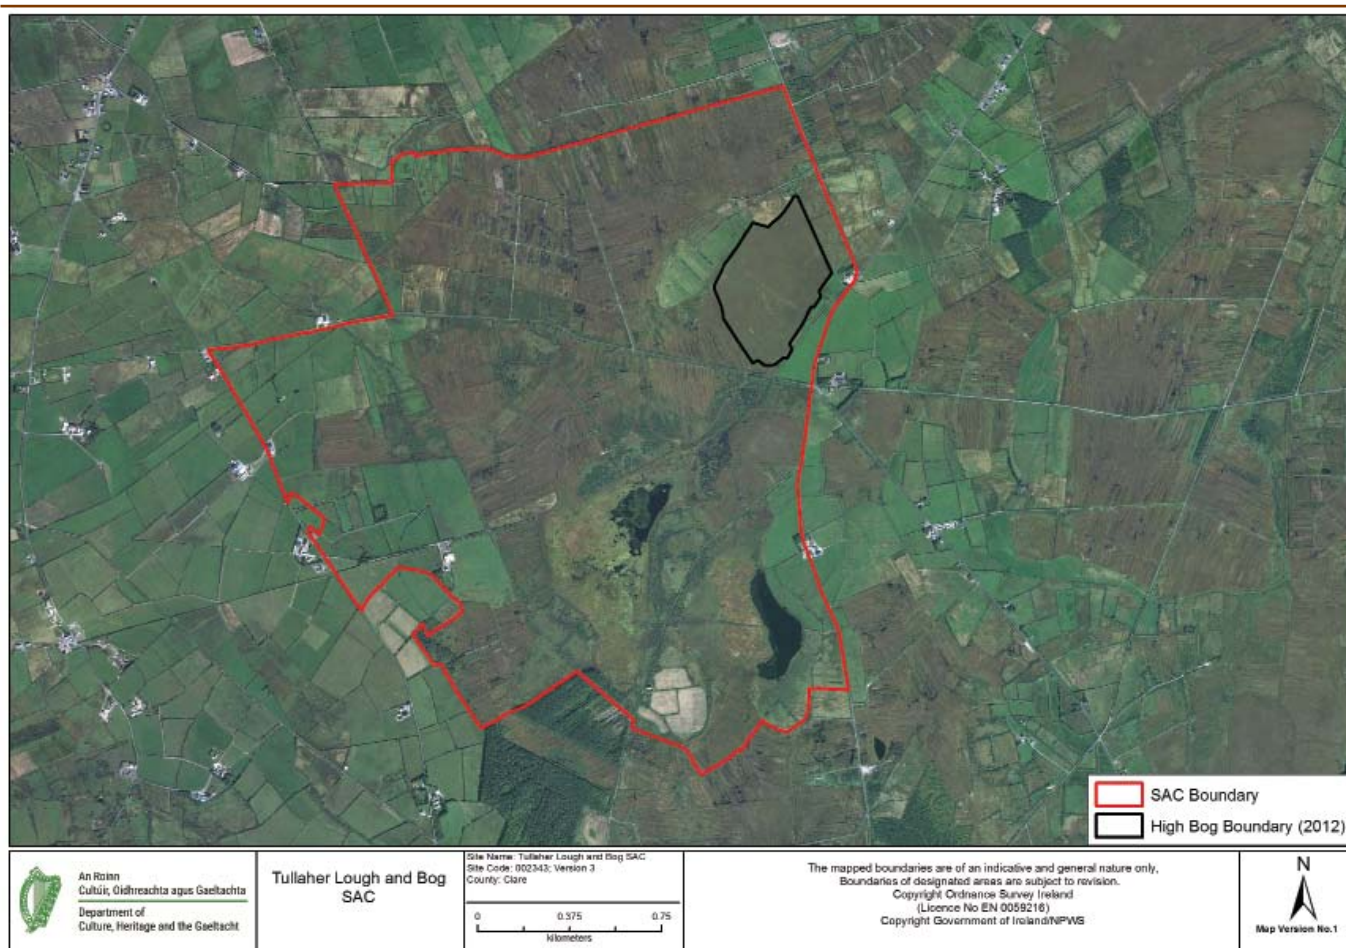 SAC Boundary
High Bog Boundary (2012)
An Roinn
Cultúir, Oidhreachta agus Gaeltachta
Department of
Culture, Heritage and the Gaeltacht
Tullaher Lough and Bog
SAC
Site Name: Tullaher Lough and Bog SAC
Site Code: 002343; Version 3
County: Clare
0 0.375 0.75
kilometers
The mapped boundaries are of an indicative and general nature only,
Boundaries of designated areas are subject to revision.
Copyright Ordnance Survey Ireland
(Licence No EN 0059216)
Copyright Government of Ireland/NPWS
N
Map Version No.1